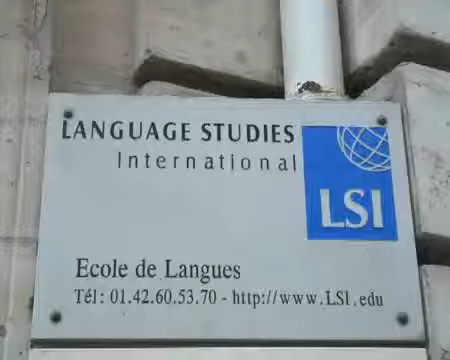 LANGUAGE STUDIES
International
LSI
Ecole de Langues
Tél: 01.42.60.53.70 - http://www.LSI.edu